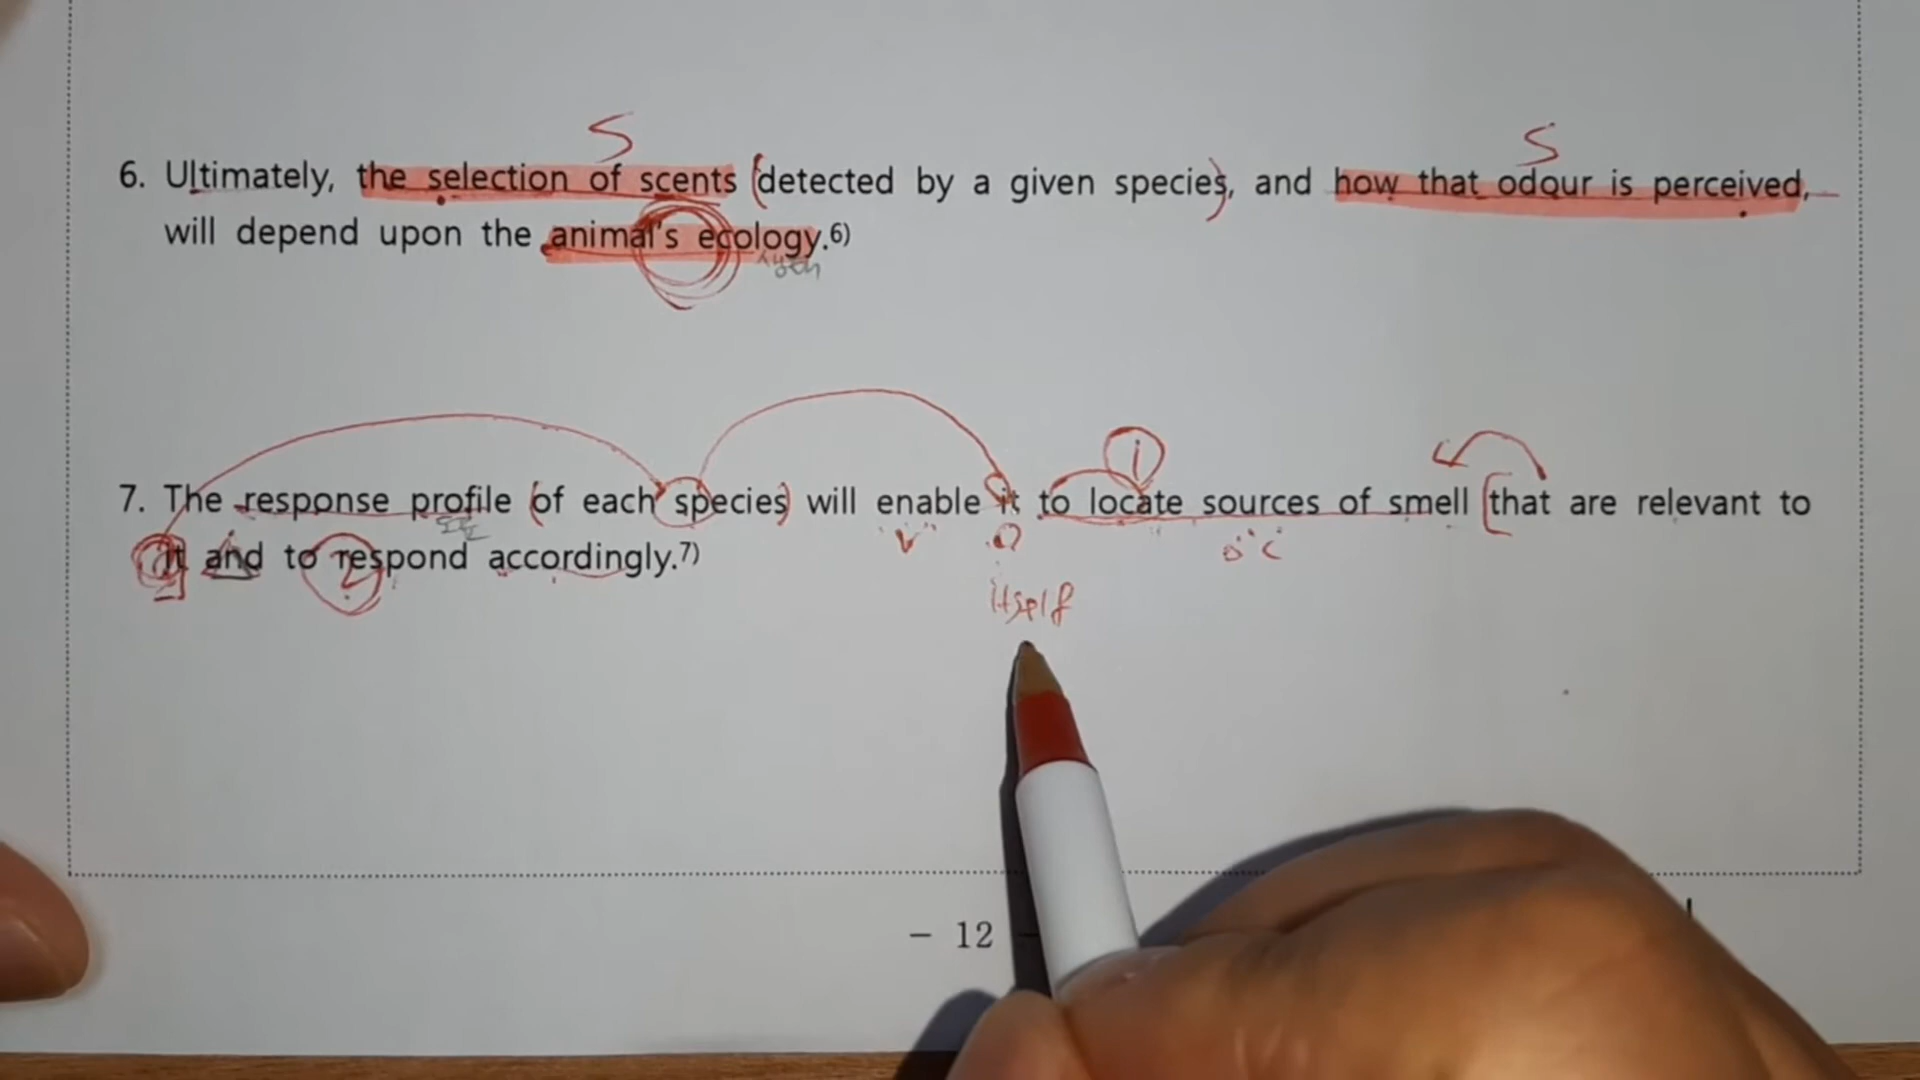 S S
6. Ultimately, the selection of scents (detected by a given species), and how that odour is perceived,
will depend upon the animal's ecology.6)
1
7. The response profile (of each species) will enable it to locate sources of smell [that are relevant to
"v" O o"c
it and to respond accordingly.7)
2
itself
- 12 -